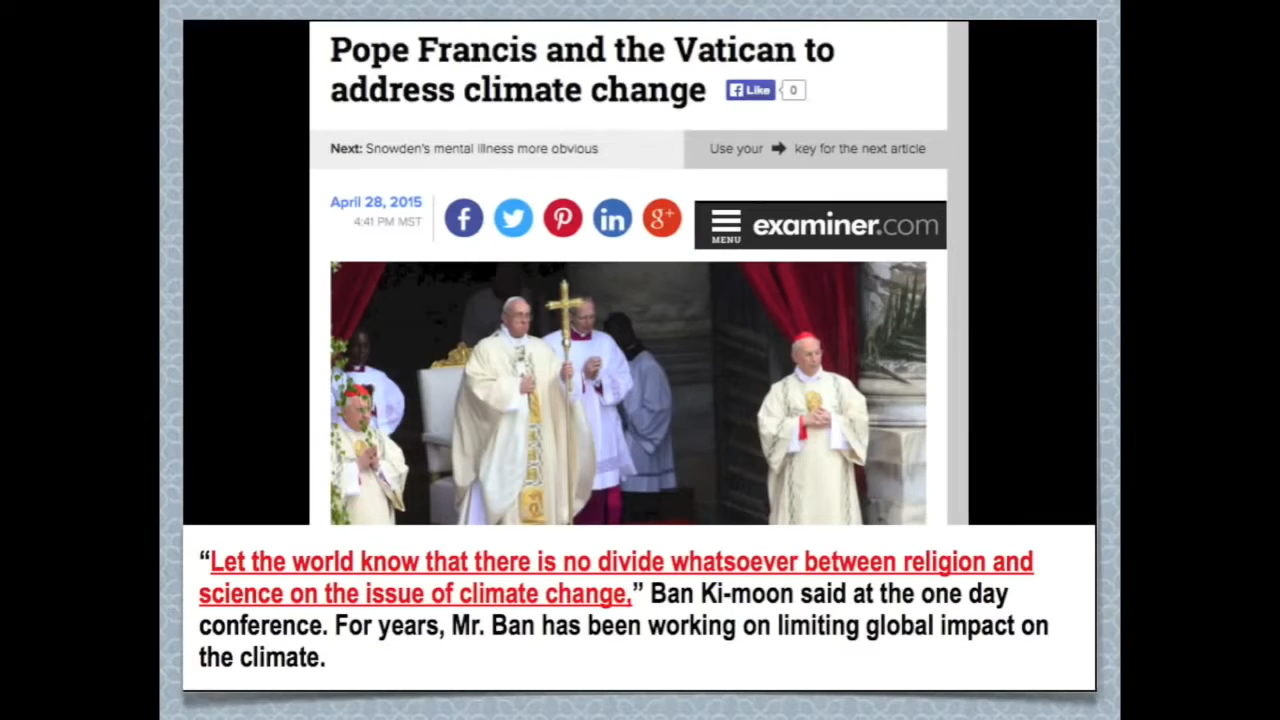 Pope Francis and the Vatican to
address climate change
Like
0
Next: Snowden's mental illness more obvious
Use your key for the next article
April 28, 2015
4:41 PM MST
f
g+
in
MENU
examiner.com
“Let the world know that there is no divide whatsoever between religion and
science on the issue of climate change,” Ban Ki-moon said at the one day
conference. For years, Mr. Ban has been working on limiting global impact on
the climate.